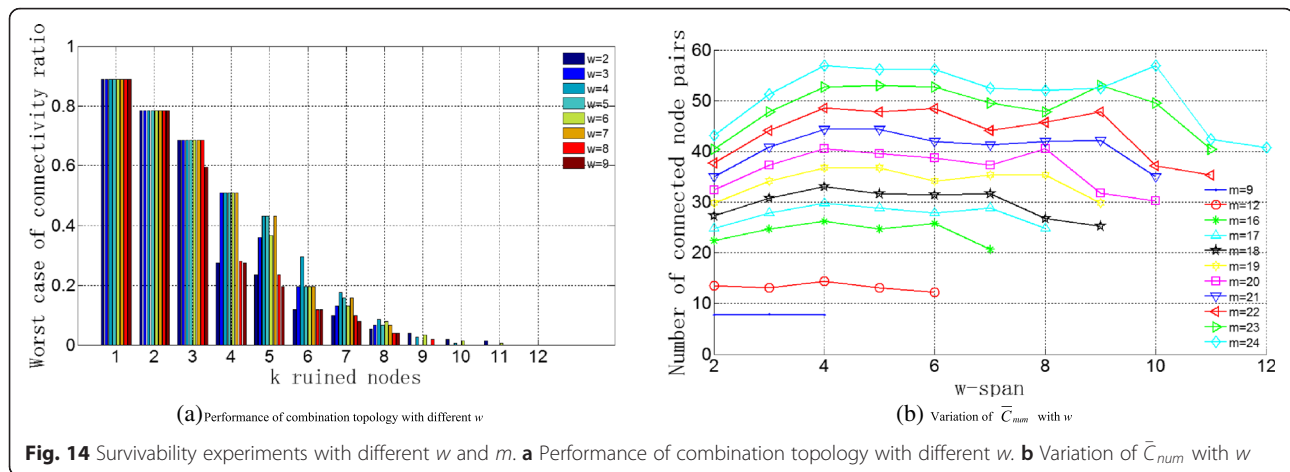 Worst case of connectivity ratio
1
0.8
0.6
0.4
0.2
0
1 2 3 4 5 6 7 8 9 10 11 12
k ruined nodes
w=2
w=3
w=4
w=5
w=6
w=7
w=8
w=9
(a)Performance of combination topology with different w
Number of connected node pairs
60
50
40
30
20
10
0
2 4 6 8 10 12
w-span
m=9
m=12
m=16
m=17
m=18
m=19
m=20
m=21
m=22
m=23
m=24
(b) Variation of C̅num with w
Fig. 14 Survivability experiments with different w and m. a Performance of combination topology with different w. b Variation of C̅num with w